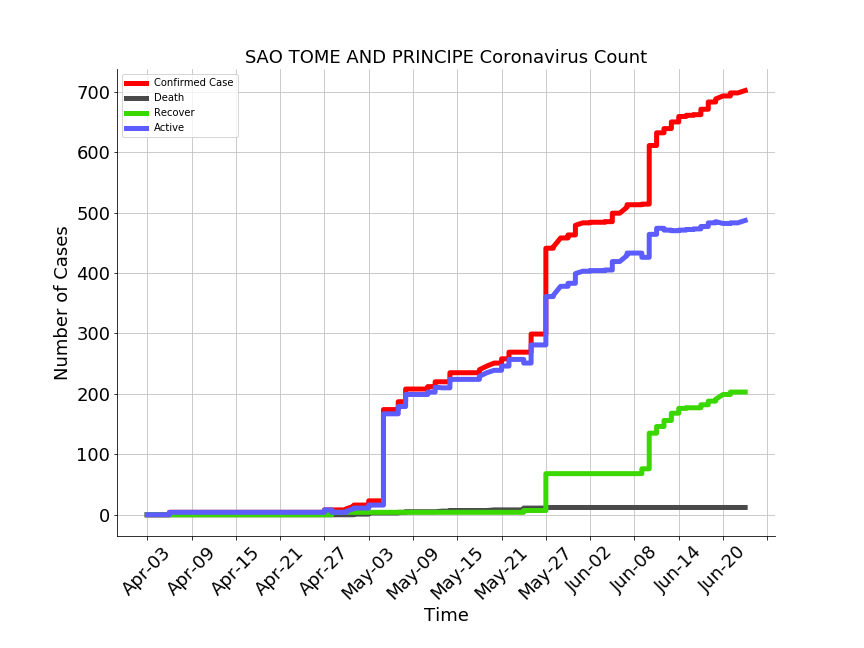 SAO TOME AND PRINCIPE Coronavirus Count
Confirmed Case
Death
Recover
Active
700
600
500
400
300
200
100
0
Number of Cases
Apr-03
Apr-09
Apr-15
Apr-21
Apr-27
May-03
May-09
May-15
May-21
May-27
Jun-02
Jun-08
Jun-14
Jun-20
Time